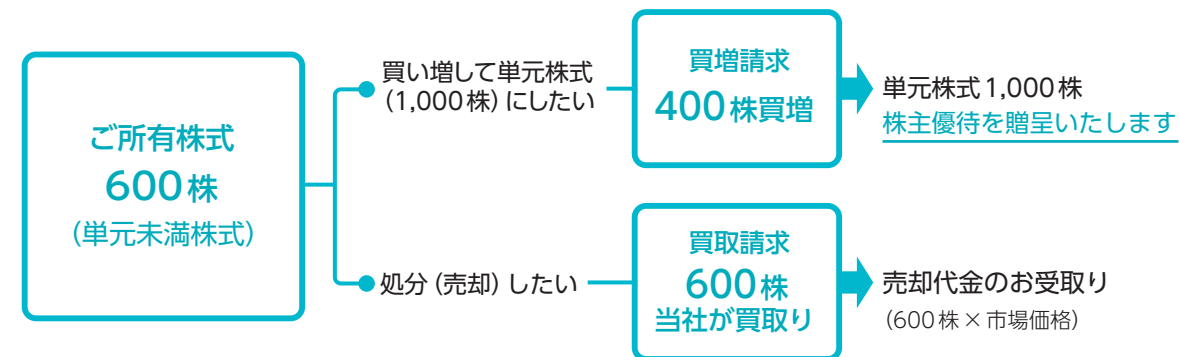 ご所有株式
600株
（単元未満株式）
買い増して単元株式
（1,000株）にしたい
買増請求
400株買増
単元株式1,000株
株主優待を贈呈いたします
処分（売却）したい
買取請求
600株
当社が買取り
売却代金のお受取り
（600株×市場価格）